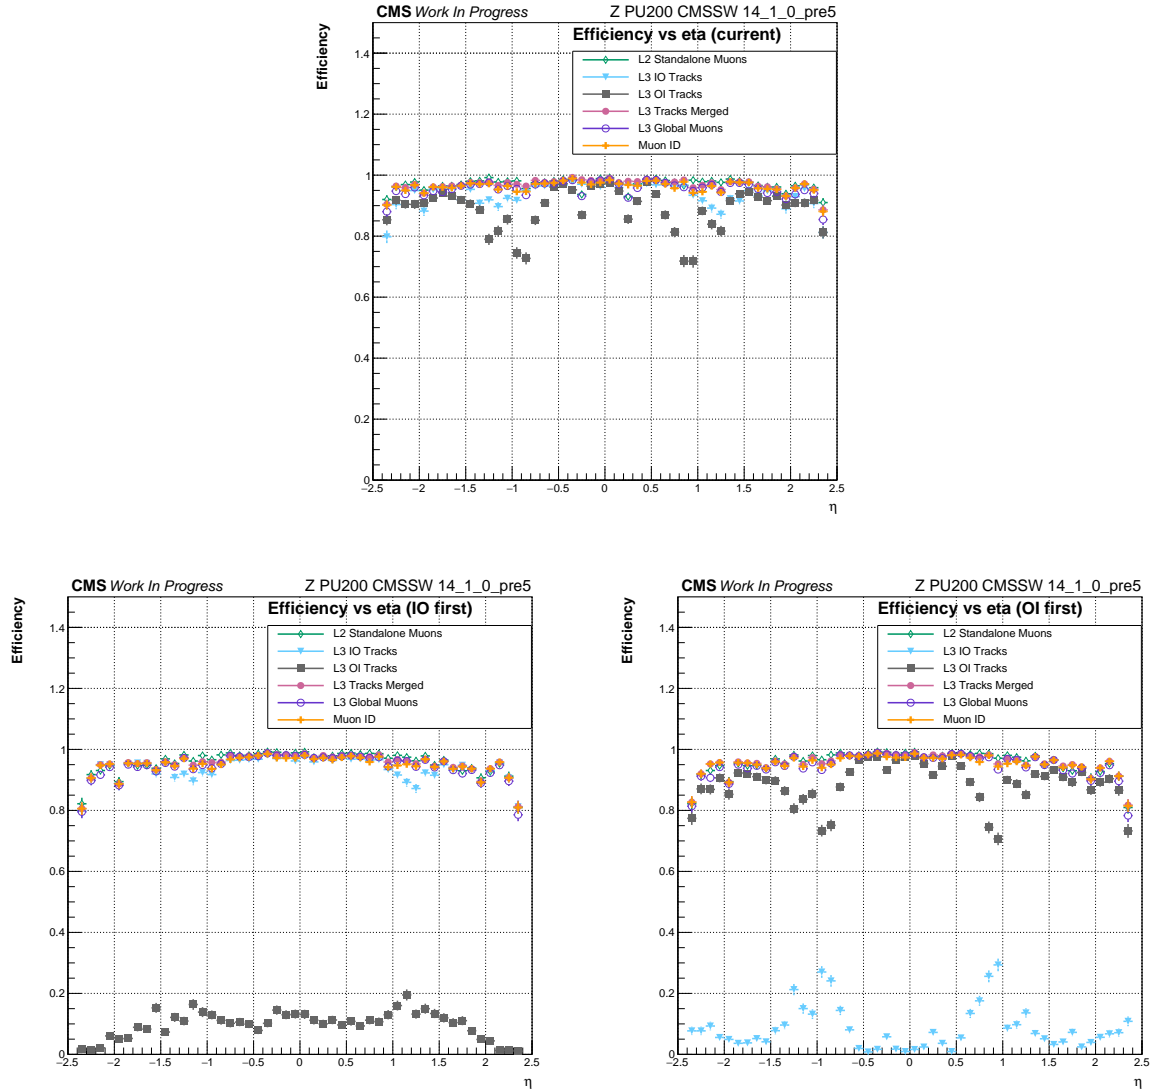 CMS Work In Progress Z PU200 CMSSW 14_1_0_pre5
Efficiency vs eta (current)
L2 Standalone Muons
L3 IO Tracks
L3 OI Tracks
L3 Tracks Merged
L3 Global Muons
Muon ID
Efficiency
1.4
1.2
1
0.8
0.6
0.4
0.2
0
−2.5 −2 −1.5 −1 −0.5 0 0.5 1 1.5 2 2.5
η
CMS Work In Progress Z PU200 CMSSW 14_1_0_pre5
Efficiency vs eta (IO first)
L2 Standalone Muons
L3 IO Tracks
L3 OI Tracks
L3 Tracks Merged
L3 Global Muons
Muon ID
Efficiency
1.4
1.2
1
0.8
0.6
0.4
0.2
0
−2.5 −2 −1.5 −1 −0.5 0 0.5 1 1.5 2 2.5
η
CMS Work In Progress Z PU200 CMSSW 14_1_0_pre5
Efficiency vs eta (OI first)
L2 Standalone Muons
L3 IO Tracks
L3 OI Tracks
L3 Tracks Merged
L3 Global Muons
Muon ID
Efficiency
1.4
1.2
1
0.8
0.6
0.4
0.2
0
−2.5 −2 −1.5 −1 −0.5 0 0.5 1 1.5 2 2.5
η